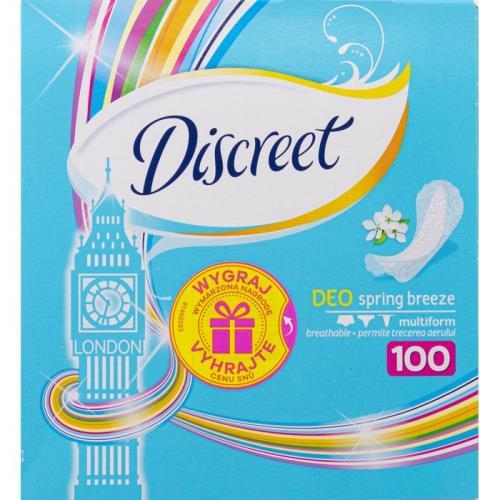 Discreet
WYGRAJ
WYMARZONĄ NAGRODĘ
VYHRAJTE
CENU SNŮ
LONDON
DEO spring breeze
multiform
breathable • permite trecerea aerului
100